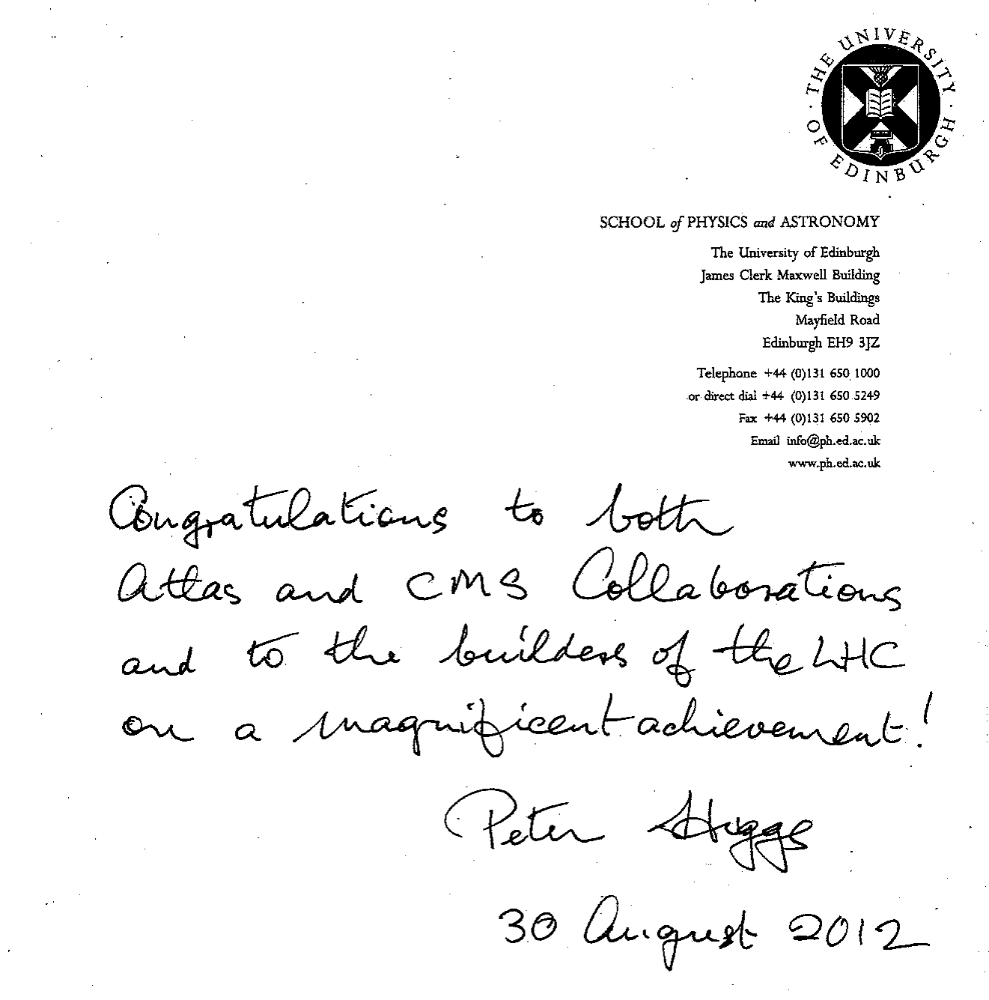 THE UNIVERSITY OF EDINBURGH
SCHOOL of PHYSICS and ASTRONOMY
The University of Edinburgh
James Clerk Maxwell Building
The King's Buildings
Mayfield Road
Edinburgh EH9 3JZ
Telephone +44 (0)131 650 1000
or direct dial +44 (0)131 650 5249
Fax +44 (0)131 650 5902
Email info@ph.ed.ac.uk
www.ph.ed.ac.uk
Congratulations to both
Atlas and CMS Collaborations
and to the builders of the LHC
on a magnificent achievement!
Peter Higgs
30 August 2012